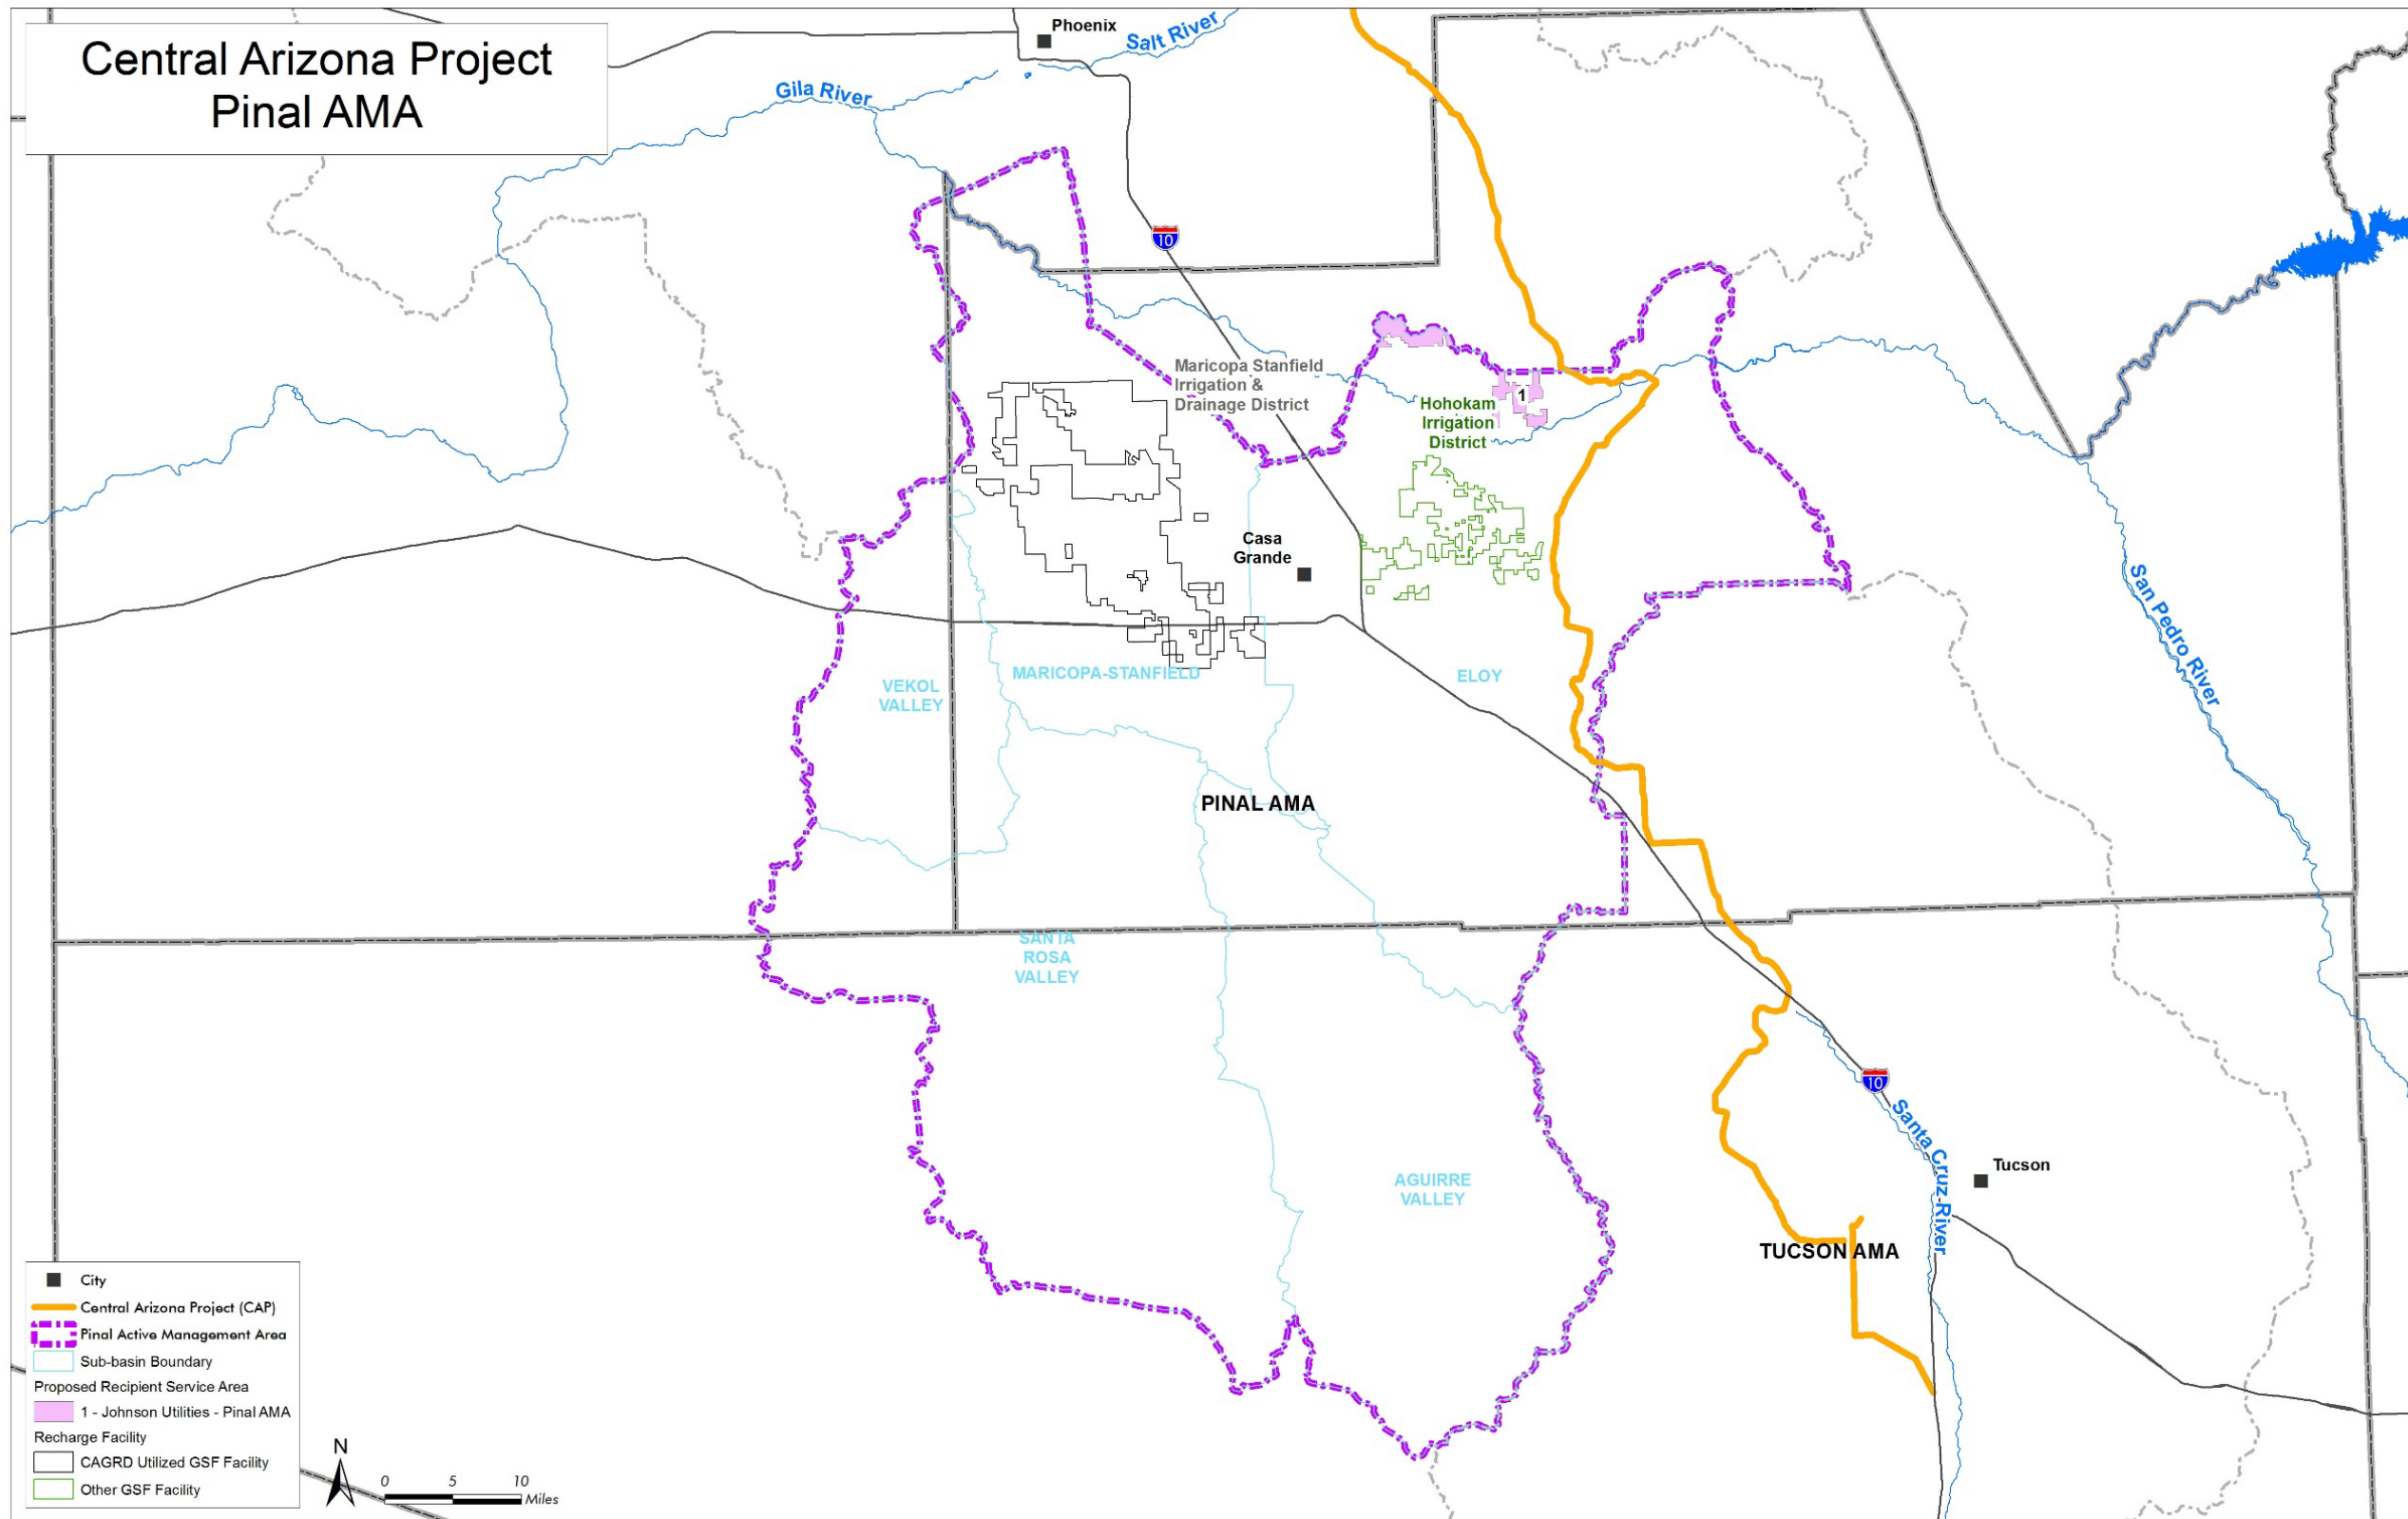 Central Arizona Project
Pinal AMA
Phoenix
Salt River
Gila River
10
Maricopa Stanfield
Irrigation &
Drainage District
1
Hohokam
Irrigation
District
Casa
Grande
San Pedro River
VEKOL
VALLEY
MARICOPA-STANFIELD
ELOY
PINAL AMA
SANTA
ROSA
VALLEY
10
Santa Cruz River
AGUIRRE
VALLEY
Tucson
TUCSON AMA
City
Central Arizona Project (CAP)
Pinal Active Management Area
Sub-basin Boundary
Proposed Recipient Service Area
1 - Johnson Utilities - Pinal AMA
Recharge Facility
CAGRD Utilized GSF Facility
Other GSF Facility
N
0 5 10
Miles